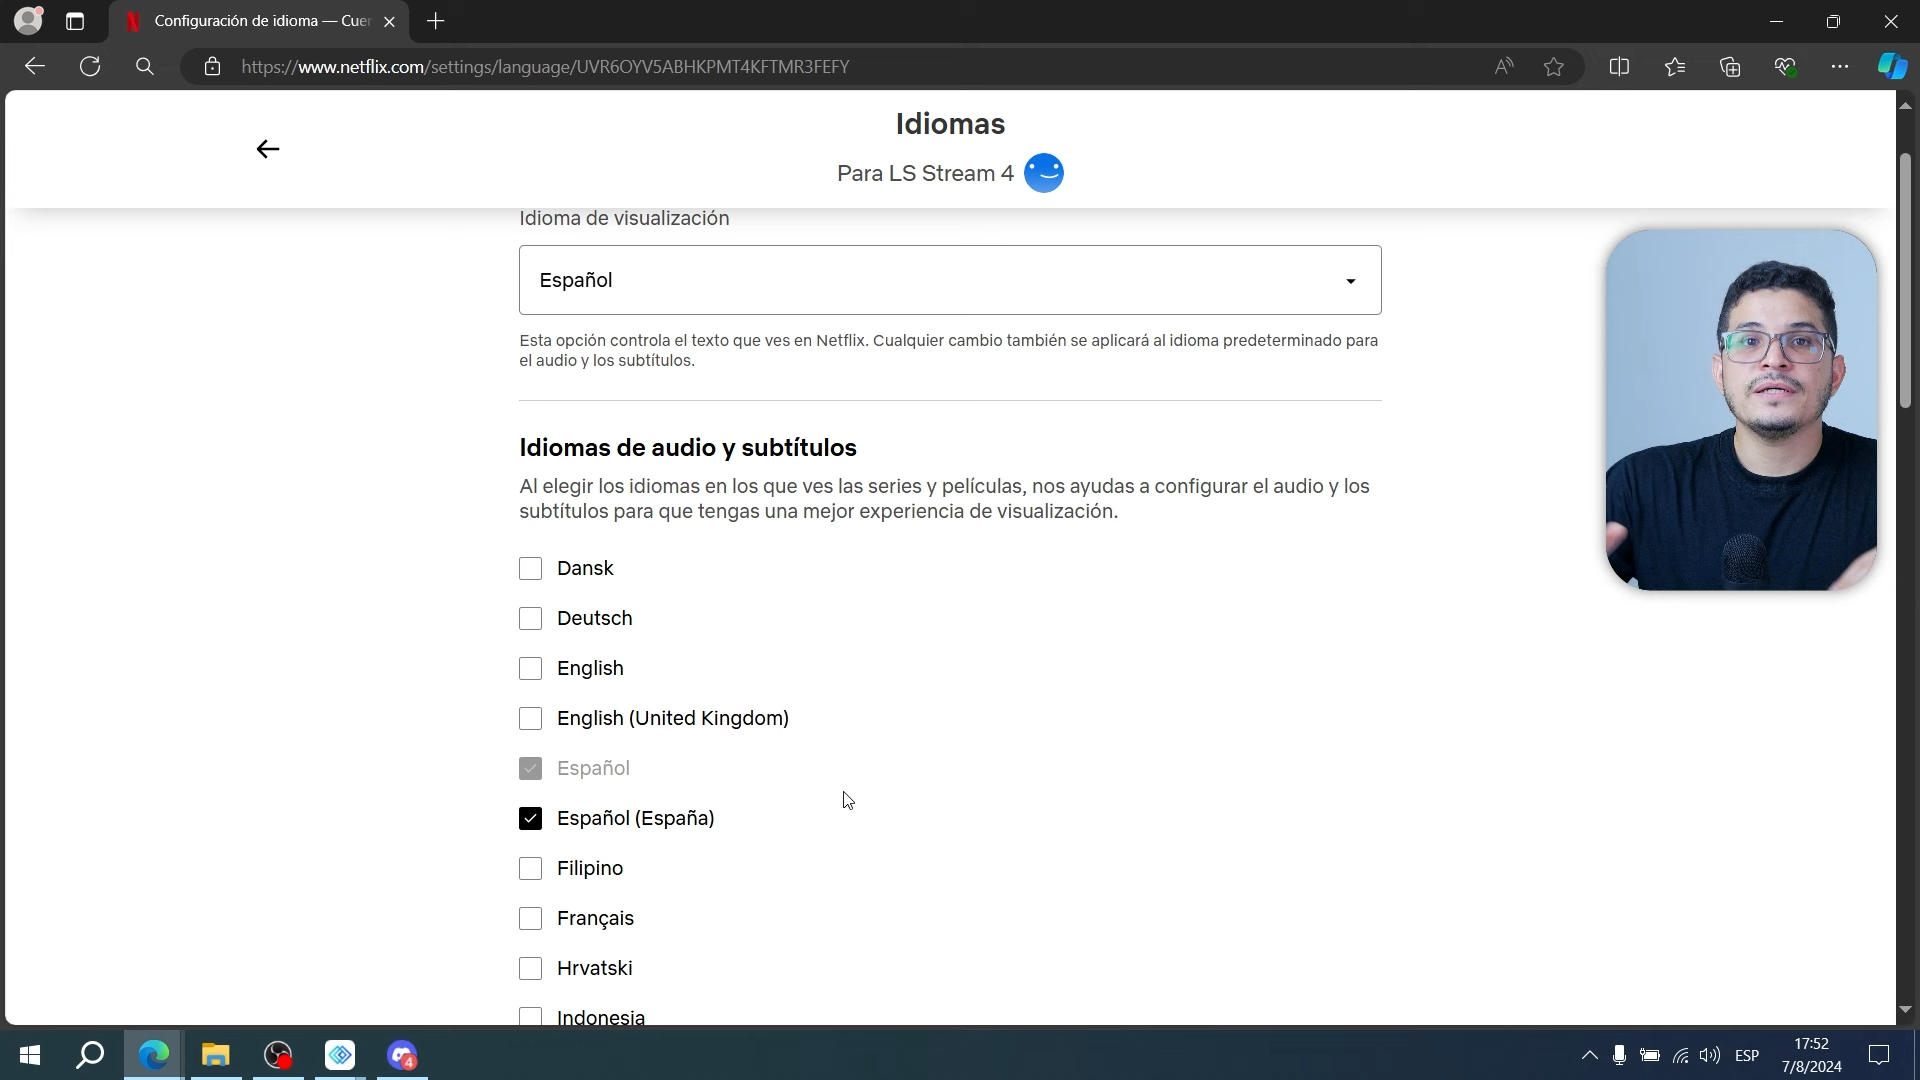 Configuración de idioma — Cuer
https://www.netflix.com/settings/language/UVR6OYV5ABHKPMT4KFTMR3FEFY
Idiomas
Para LS Stream 4
Idioma de visualización
Español
Esta opción controla el texto que ves en Netflix. Cualquier cambio también se aplicará al idioma predeterminado para
el audio y los subtítulos.
Idiomas de audio y subtítulos
Al elegir los idiomas en los que ves las series y películas, nos ayudas a configurar el audio y los
subtítulos para que tengas una mejor experiencia de visualización.
Dansk
Deutsch
English
English (United Kingdom)
Español
Español (España)
Filipino
Français
Hrvatski
Indonesia
4
ESP
17:52
7/8/2024